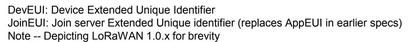 DevEUI: Device Extended Unique Identifier
JoinEUI: Join server Extended Unique identifier (replaces AppEUI in earlier specs)
Note -- Depicting LoRaWAN 1.0.x for brevity